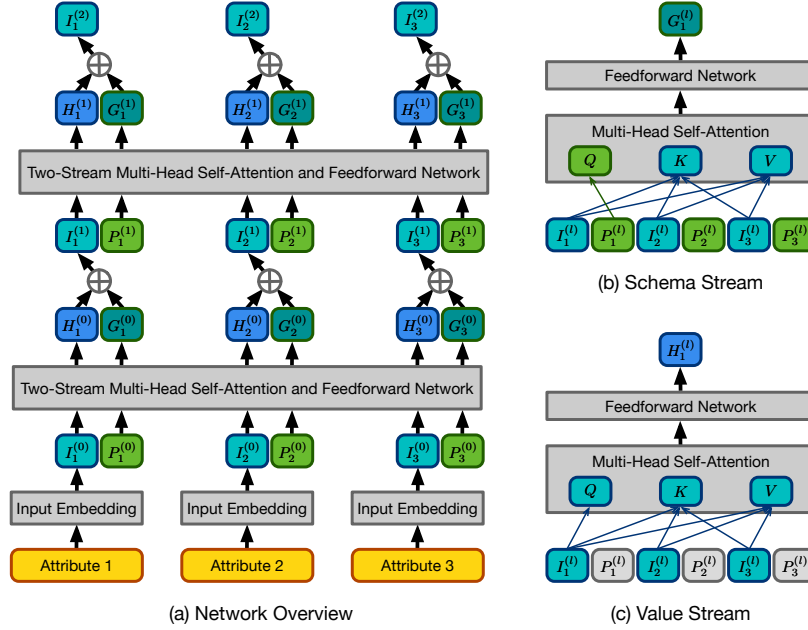 I_1^{(2)} I_2^{(2)} I_3^{(2)}
H_1^{(1)} G_1^{(1)} H_2^{(1)} G_2^{(1)} H_3^{(1)} G_3^{(1)}
Two-Stream Multi-Head Self-Attention and Feedforward Network
I_1^{(1)} P_1^{(1)} I_2^{(1)} P_2^{(1)} I_3^{(1)} P_3^{(1)}
H_1^{(0)} G_1^{(0)} H_2^{(0)} G_2^{(0)} H_3^{(0)} G_3^{(0)}
Two-Stream Multi-Head Self-Attention and Feedforward Network
I_1^{(0)} P_1^{(0)} I_2^{(0)} P_2^{(0)} I_3^{(0)} P_3^{(0)}
Input Embedding Input Embedding Input Embedding
Attribute 1 Attribute 2 Attribute 3
(a) Network Overview
G_1^{(l)}
Feedforward Network
Multi-Head Self-Attention
Q K V
I_1^{(l)} P_1^{(l)} I_2^{(l)} P_2^{(l)} I_3^{(l)} P_3^{(l)}
(b) Schema Stream
H_1^{(l)}
Feedforward Network
Multi-Head Self-Attention
Q K V
I_1^{(l)} P_1^{(l)} I_2^{(l)} P_2^{(l)} I_3^{(l)} P_3^{(l)}
(c) Value Stream